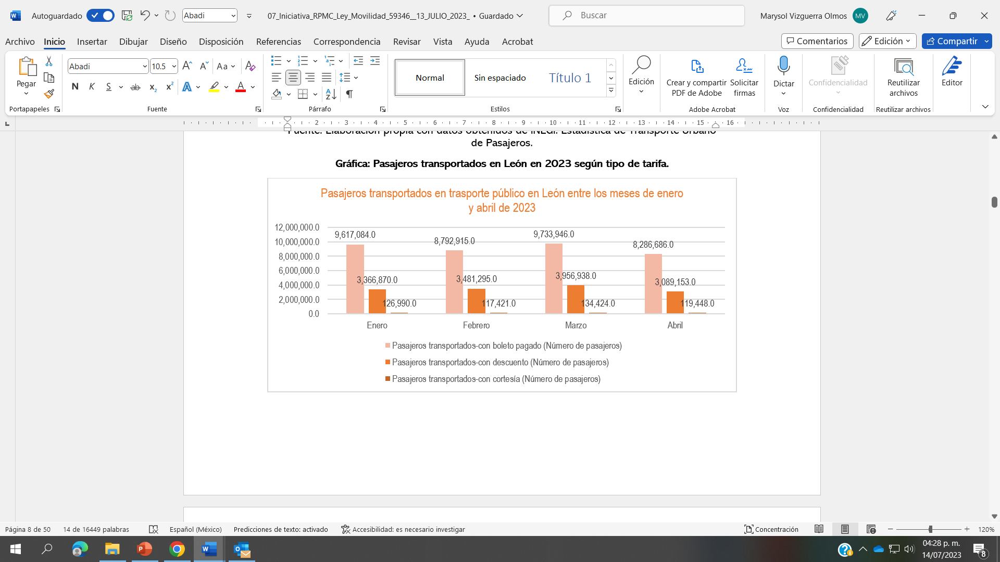 Autoguardado
Abadi
07_Iniciativa_RPMC_Ley_Movilidad_59346__13_JULIO_2023_ • Guardado
Buscar
Marysol Vizguerra Olmos
MV
Archivo Inicio Insertar Dibujar Diseño Disposición Referencias Correspondencia Revisar Vista Ayuda Acrobat
Comentarios
Edición
Compartir
Pegar
Portapapeles
Abadi
10.5
Aa
N K S ab x₂ x² A A
Fuente
Párrafo
Normal
Sin espaciado
Título 1
Estilos
Edición
Crear y compartir
PDF de Adobe
Solicitar
firmas
Adobe Acrobat
Dictar
Voz
Confidencialidad
Confidencialidad
Reutilizar
archivos
Reutilizar archivos
Editor
2 3 4 5 6 7 8 9 10 11 12 13 14 15 16
Fuente: Elaboración propia con datos obtenidos de INEGI. Estadística de Transporte Urbano
de Pasajeros.
Gráfica: Pasajeros transportados en León en 2023 según tipo de tarifa.
Pasajeros transportados en trasporte público en León entre los meses de enero
y abril de 2023
12,000,000.0
10,000,000.0
8,000,000.0
6,000,000.0
4,000,000.0
2,000,000.0
0.0
9,617,084.0
8,792,915.0
9,733,946.0
8,286,686.0
3,366,870.0
3,481,295.0
3,956,938.0
3,089,153.0
126,990.0
117,421.0
134,424.0
119,448.0
Enero
Febrero
Marzo
Abril
Pasajeros transportados-con boleto pagado (Número de pasajeros)
Pasajeros transportados-con descuento (Número de pasajeros)
Pasajeros transportados-con cortesía (Número de pasajeros)
Página 8 de 50
14 de 16449 palabras
Español (México)
Predicciones de texto: activado
Accesibilidad: es necesario investigar
Concentración
120%
04:28 p. m.
14/07/2023
8